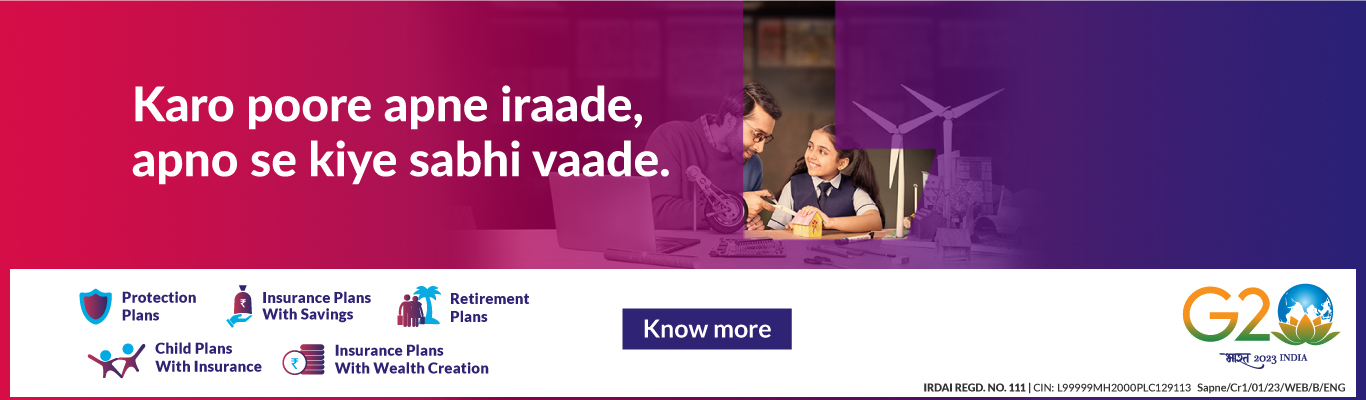 Karo poore apne iraade,
apno se kiye sabhi vaade.
Protection
Plans
Insurance Plans
With Savings
Retirement
Plans
Child Plans
With Insurance
Insurance Plans
With Wealth Creation
Know more
G20
भारत 2023 INDIA
IRDAI REGD. NO. 111 | CIN: L99999MH2000PLC129113 Sapne/Cr1/01/23/WEB/B/ENG